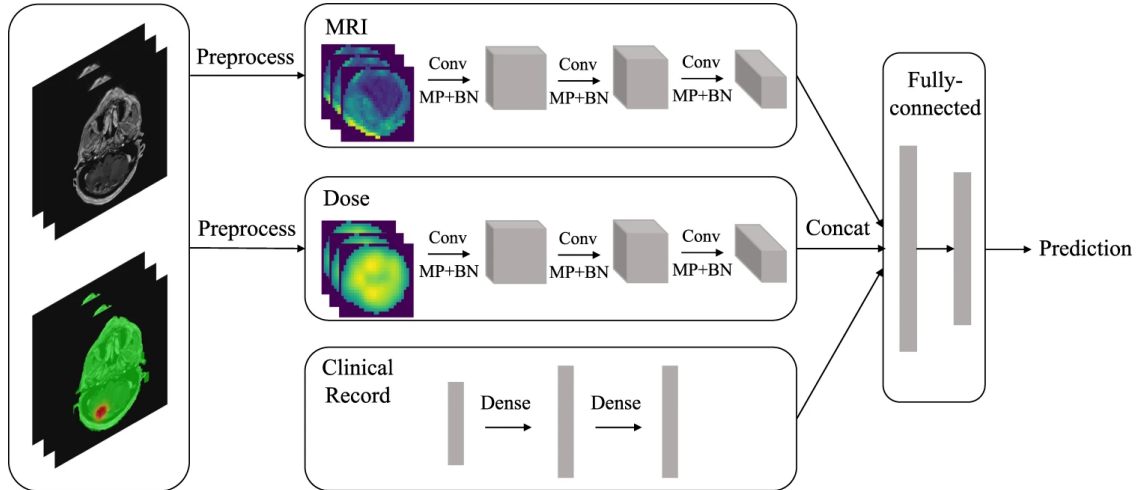 Preprocess
MRI
Conv
MP+BN
Conv
MP+BN
Conv
MP+BN
Preprocess
Dose
Conv
MP+BN
Conv
MP+BN
Conv
MP+BN
Clinical
Record
Dense
Dense
Concat
Fully-
connected
Prediction